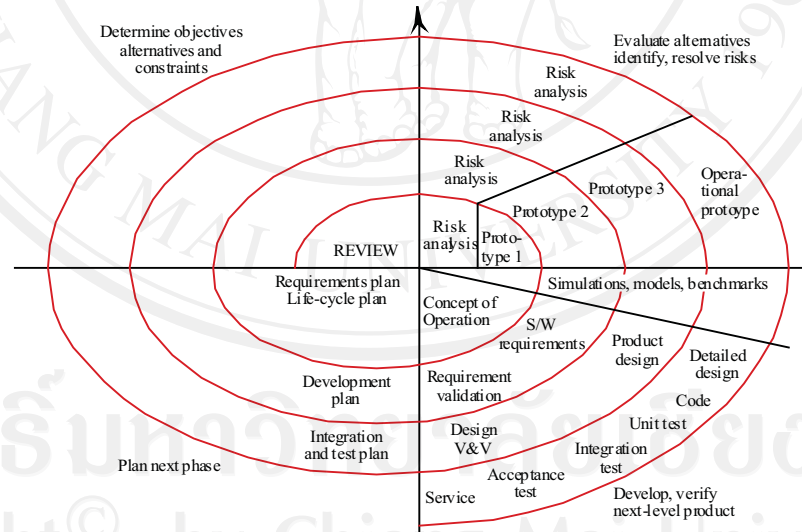 Determine objectives
alternatives and
constraints
Evaluate alternatives
identify, resolve risks
Risk
analysis
Risk
analysis
Risk
analysis
Risk
analysis
Proto-
type 1
Prototype 2
Prototype 3
Opera-
tional
protoype
REVIEW
Requirements plan
Life-cycle plan
Simulations, models, benchmarks
Concept of
Operation
S/W
requirements
Product
design
Detailed
design
Development
plan
Requirement
validation
Code
Unit test
Integration
and test plan
Design
V&V
Integration
test
Plan next phase
Acceptance
test
Service
Develop, verify
next-level product